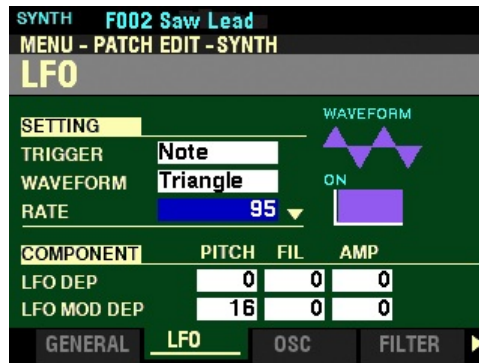 SYNTH F002 Saw Lead
MENU - PATCH EDIT - SYNTH
LFO
SETTING
WAVEFORM
TRIGGER Note
WAVEFORM Triangle
ON
RATE 95
COMPONENT PITCH FIL AMP
LFO DEP 0 0 0
LFO MOD DEP 16 0 0
GENERAL LFO OSC FILTER